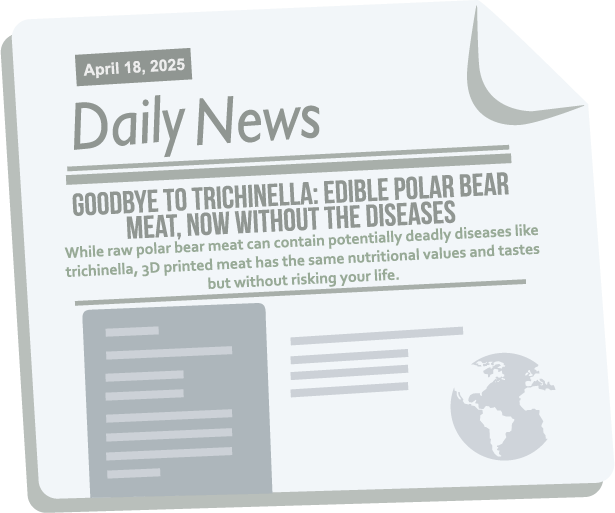 April 18, 2025
Daily News
GOODBYE TO TRICHINELLA: EDIBLE POLAR BEAR
MEAT, NOW WITHOUT THE DISEASES
While raw polar bear meat can contain potentially deadly diseases like
trichinella, 3D printed meat has the same nutritional values and tastes
but without risking your life.